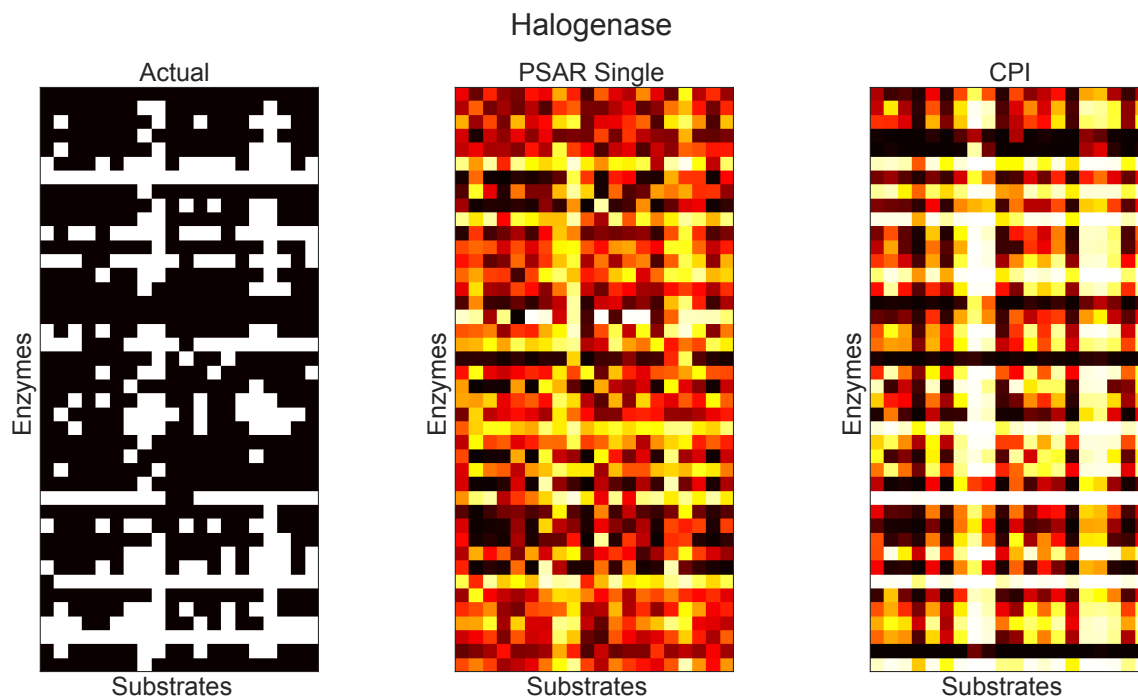 Halogenase
Actual
PSAR Single
CPI
Enzymes
Enzymes
Enzymes
Substrates
Substrates
Substrates